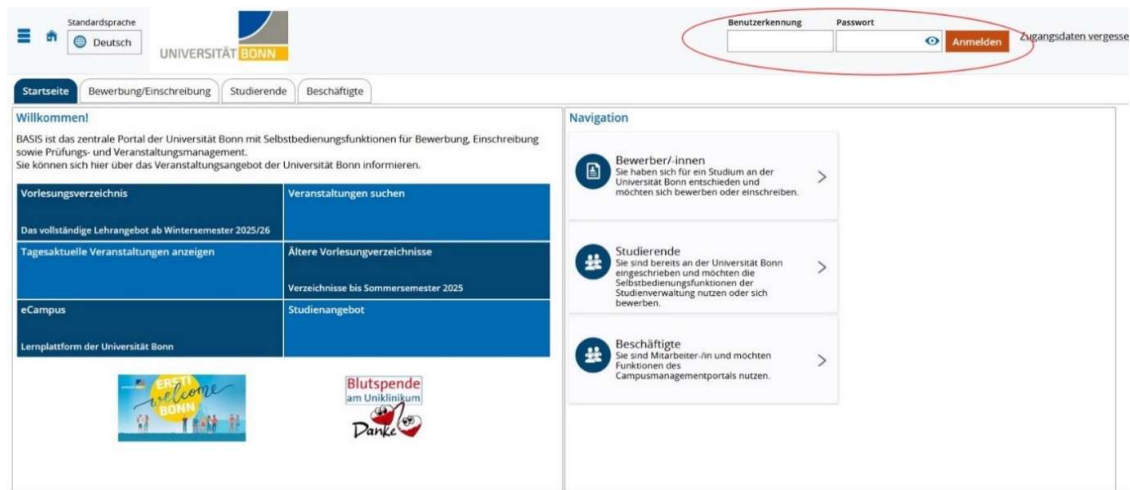 Standardsprache
Deutsch
UNIVERSITÄT BONN
Benutzerkennung
Passwort
Anmelden
Zugangsdaten vergesse
Startseite
Bewerbung/Einschreibung
Studierende
Beschäftigte
Willkommen!
BASIS ist das zentrale Portal der Universität Bonn mit Selbstbedienungsfunktionen für Bewerbung, Einschreibung
sowie Prüfungs- und Veranstaltungsmanagement.
Sie können sich hier über das Veranstaltungsangebot der Universität Bonn informieren.
Vorlesungsverzeichnis
Das vollständige Lehrangebot ab Wintersemester 2025/26
Veranstaltungen suchen
Tagesaktuelle Veranstaltungen anzeigen
Ältere Vorlesungverzeichnisse
Verzeichnisse bis Sommersemester 2025
eCampus
Lernplattform der Universität Bonn
Studienangebot
ERSTI
welcome
BONN
Blutspende
am Uniklinikum
Danke
Navigation
Bewerber/-innen
Sie haben sich für ein Studium an der
Universität Bonn entschieden und
möchten sich bewerben oder einschreiben.
Studierende
Sie sind bereits an der Universität Bonn
eingeschrieben und möchten die
Selbstbedienungsfunktionen der
Studienverwaltung nutzen oder sich
bewerben.
Beschäftigte
Sie sind Mitarbeiter-/in und möchten
Funktionen des
Campusmanagementportals nutzen.